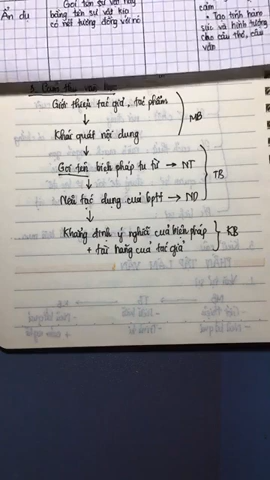 Ẩn dụ
Gọi tên sự vật này
bằng tên sự vật kia
có nét tương đồng với nó
cảm
• Tạo tính hàm
súc và hình tượng
cho câu thơ, câu
văn
Giới thiệu tác giả, tác phẩm
↓
Khái quát nội dung
MB
↓
Gọi tên biện pháp tu từ → NT
↓
Nêu tác dụng của bptt → ND
TB
↓
Khẳng định ý nghĩa của biện pháp
+ tài năng của tác giả
KB